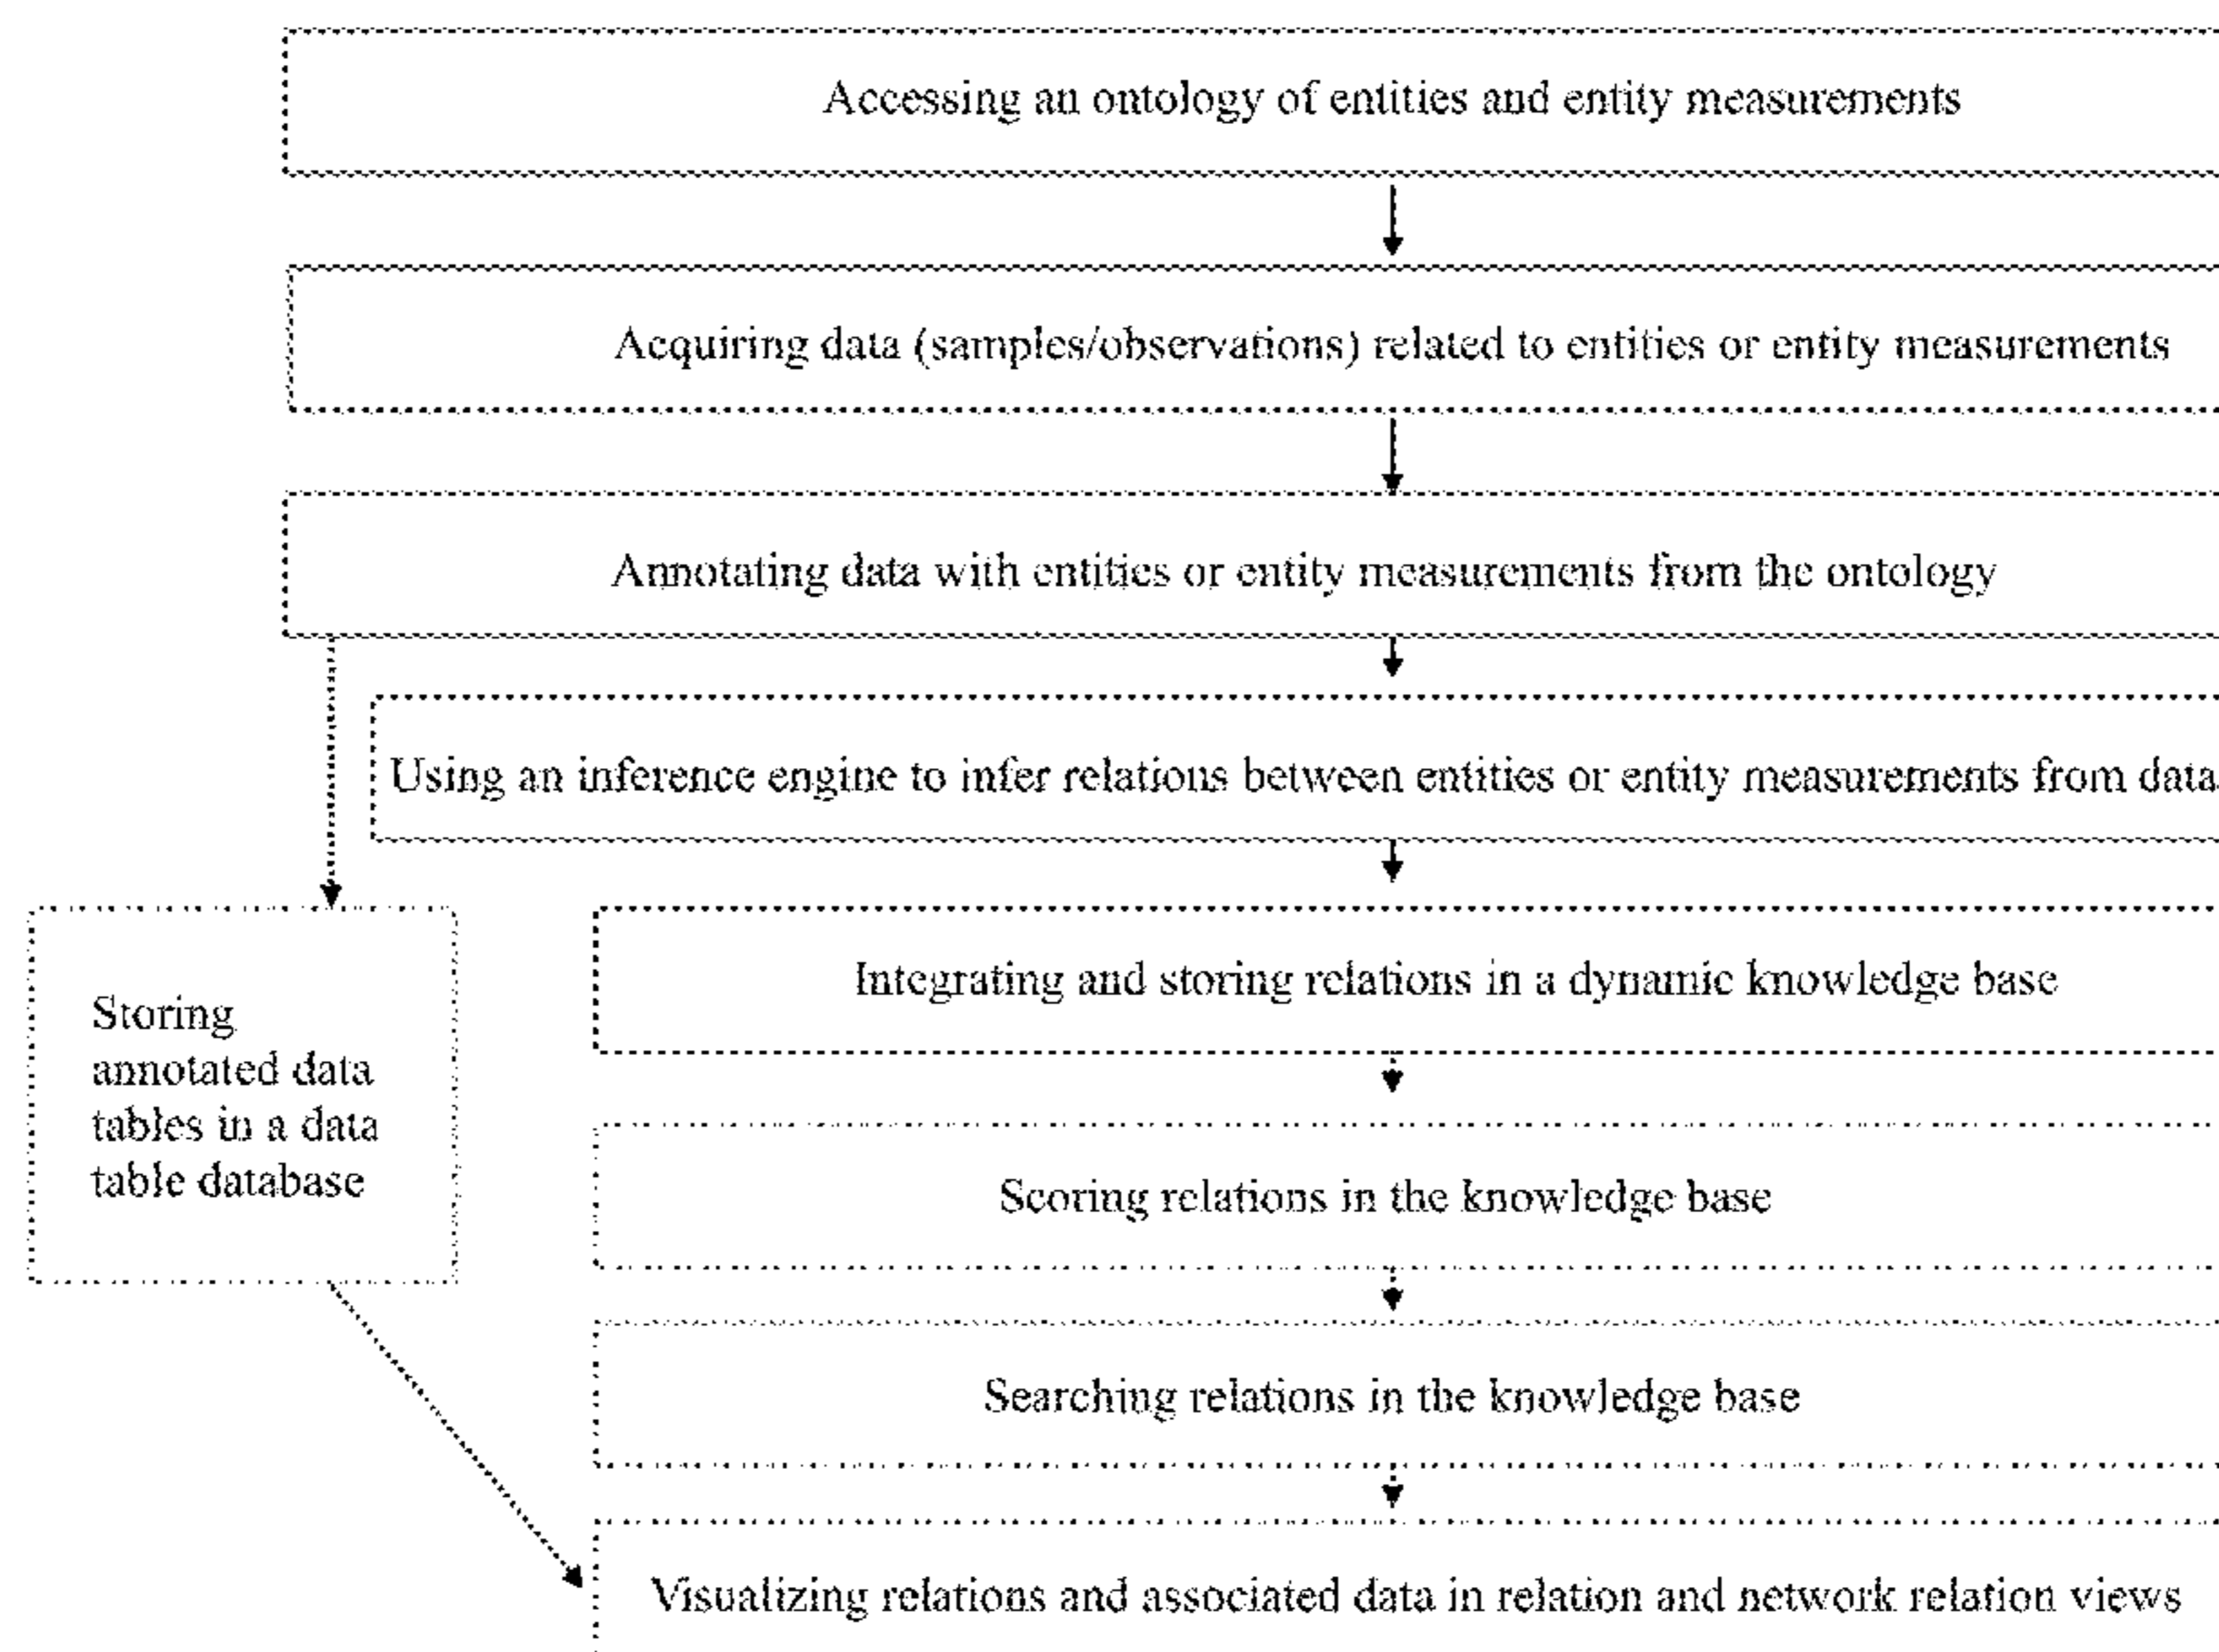 Accessing an ontology of entities and entity measurements
Acquiring data (samples/observations) related to entities or entity measurements
Annotating data with entities or entity measurements from the ontology
Using an inference engine to infer relations between entities or entity measurements from data
Integrating and storing relations in a dynamic knowledge base
Storing
annotated data
tables in a data
table database
Scoring relations in the knowledge base
Searching relations in the knowledge base
Visualizing relations and associated data in relation and network relation views